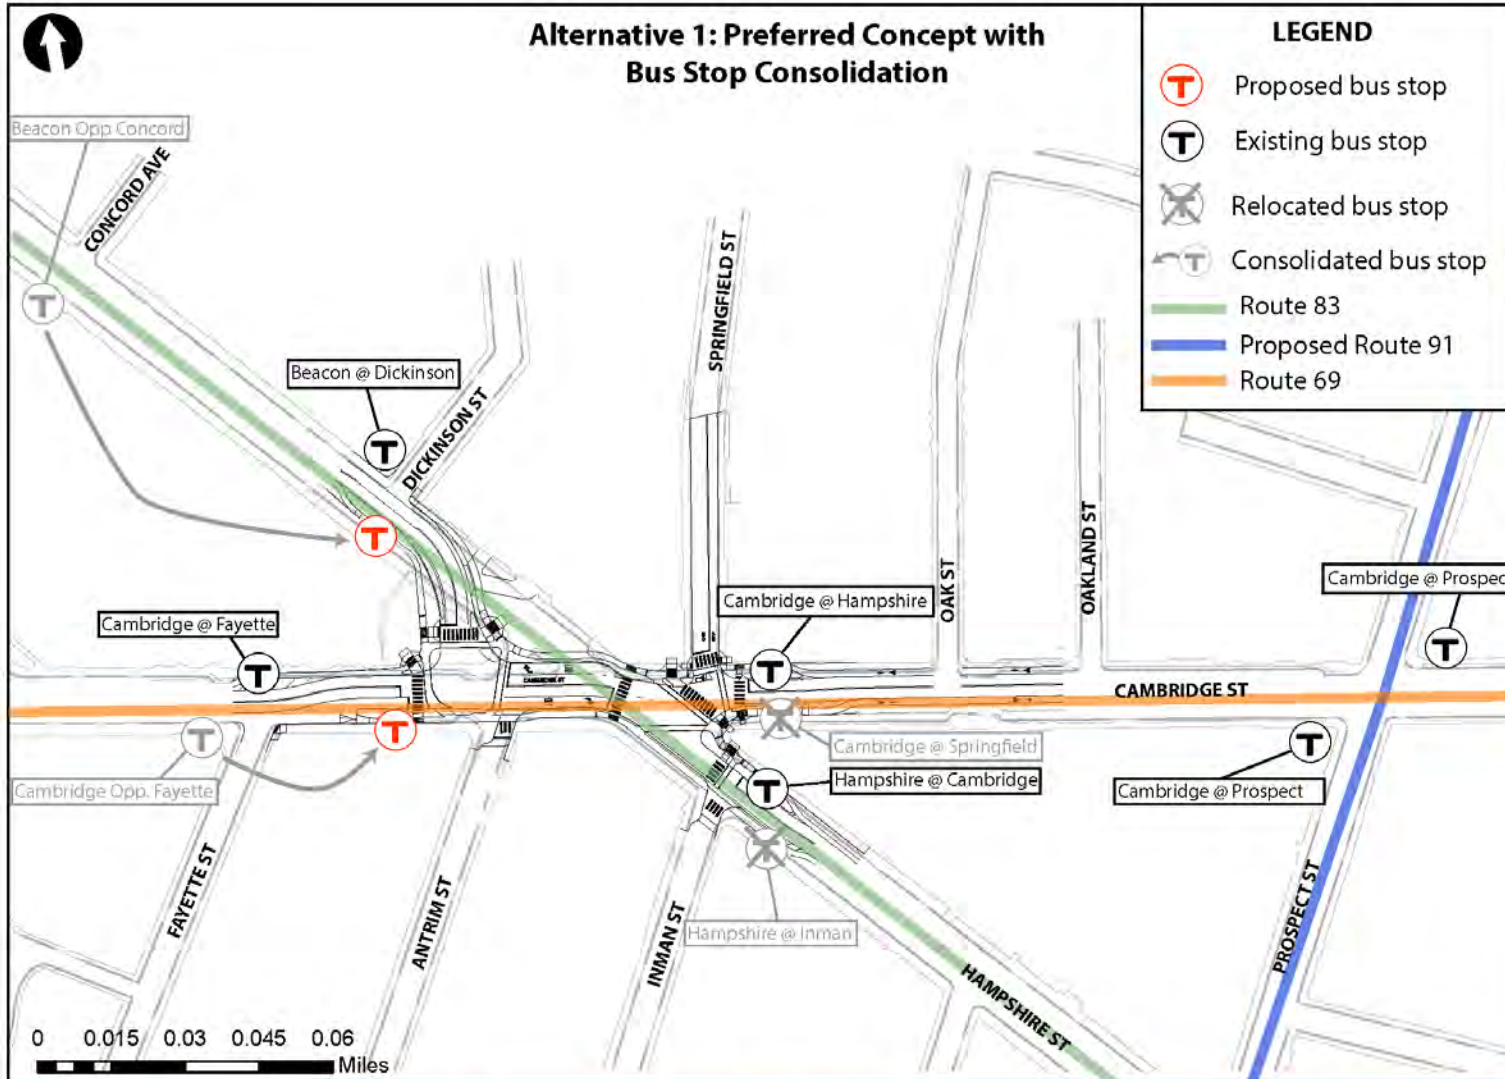 Alternative 1: Preferred Concept with
Bus Stop Consolidation
LEGEND
T Proposed bus stop
T Existing bus stop
T Relocated bus stop
T Consolidated bus stop
Route 83
Proposed Route 91
Route 69
Beacon Opp Concord
CONCORD AVE
T
SPRINGFIELD ST
Beacon @ Dickinson
T
DICKINSON ST
T
OAK ST
OAKLAND ST
Cambridge @ Prospec
T
Cambridge @ Fayette
T
Cambridge @ Hampshire
T
CAMBRIDGE ST
CAMBRIDGE ST
T
T
T
Cambridge @ Springfield
T
Cambridge @ Prospect
Cambridge Opp. Fayette
Hampshire @ Cambridge
T
T
Hampshire @ Inman
FAYETTE ST
ANTRIM ST
INMAN ST
HAMPSHIRE ST
PROSPECT ST
0 0.015 0.03 0.045 0.06
Miles